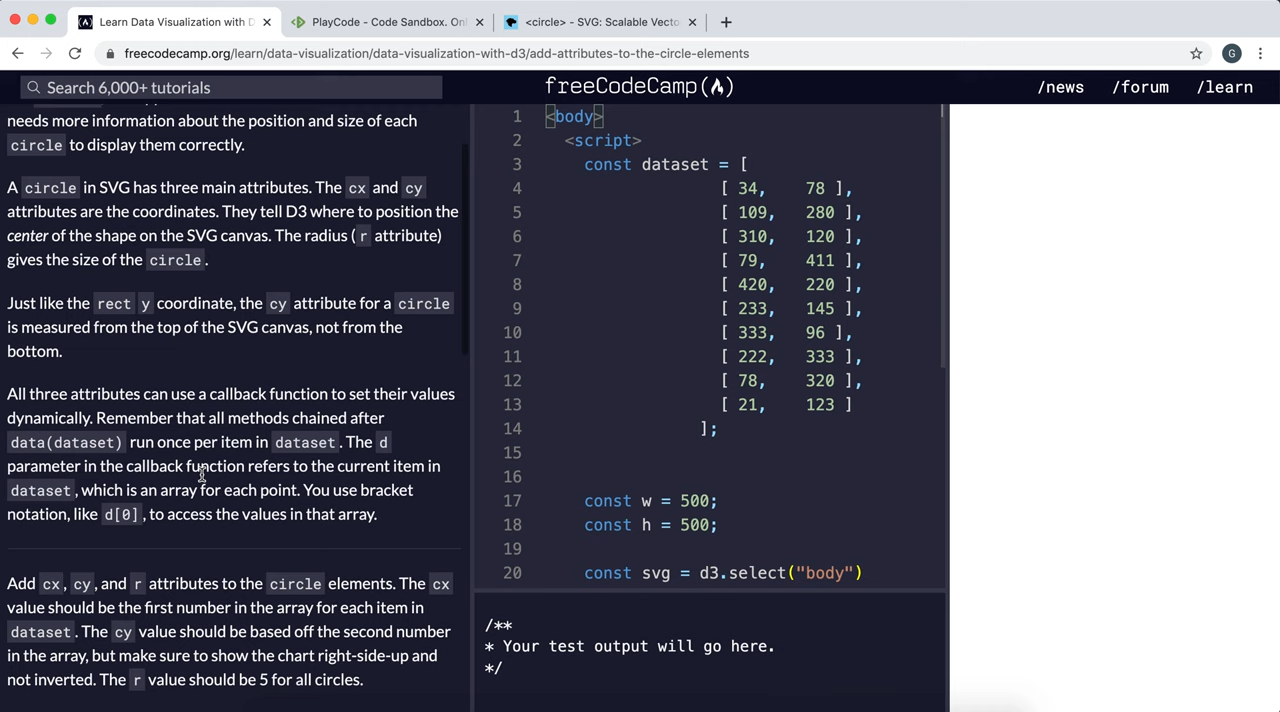 Learn Data Visualization with D
PlayCode - Code Sandbox. Onl
<circle> - SVG: Scalable Vecto
freecodecamp.org/learn/data-visualization/data-visualization-with-d3/add-attributes-to-the-circle-elements
G
Search 6,000+ tutorials
freeCodeCamp
/news
/forum
/learn
needs more information about the position and size of each
circle to display them correctly.
A circle in SVG has three main attributes. The cx and cy
attributes are the coordinates. They tell D3 where to position the
center of the shape on the SVG canvas. The radius ( r attribute)
gives the size of the circle .
Just like the rect y coordinate, the cy attribute for a circle
is measured from the top of the SVG canvas, not from the
bottom.
All three attributes can use a callback function to set their values
dynamically. Remember that all methods chained after
data(dataset) run once per item in dataset . The d
parameter in the callback function refers to the current item in
dataset , which is an array for each point. You use bracket
notation, like d[0] , to access the values in that array.
Add cx , cy , and r attributes to the circle elements. The cx
value should be the first number in the array for each item in
dataset . The cy value should be based off the second number
in the array, but make sure to show the chart right-side-up and
not inverted. The r value should be 5 for all circles.
1 <body>
2 <script>
3 const dataset = [
4 [ 34, 78 ],
5 [ 109, 280 ],
6 [ 310, 120 ],
7 [ 79, 411 ],
8 [ 420, 220 ],
9 [ 233, 145 ],
10 [ 333, 96 ],
11 [ 222, 333 ],
12 [ 78, 320 ],
13 [ 21, 123 ]
14 ];
15
16
17 const w = 500;
18 const h = 500;
19
20 const svg = d3.select("body")
/**
* Your test output will go here.
*/